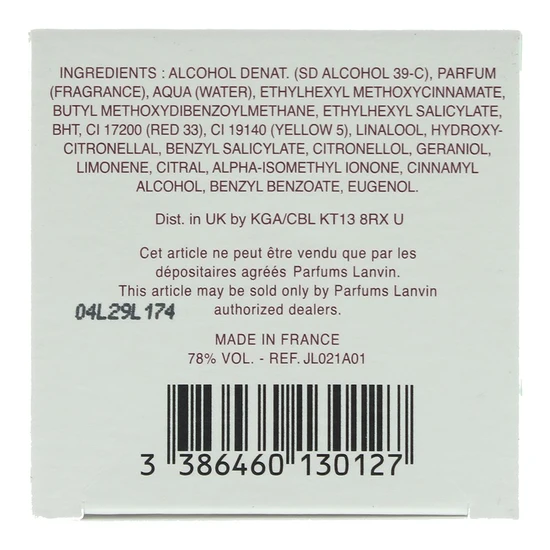 INGREDIENTS : ALCOHOL DENAT. (SD ALCOHOL 39-C), PARFUM
(FRAGRANCE), AQUA (WATER), ETHYLHEXYL METHOXYCINNAMATE,
BUTYL METHOXYDIBENZOYLMETHANE, ETHYLHEXYL SALICYLATE,
BHT, CI 17200 (RED 33), CI 19140 (YELLOW 5), LINALOOL, HYDROXY-
CITRONELLAL, BENZYL SALICYLATE, CITRONELLOL, GERANIOL,
LIMONENE, CITRAL, ALPHA-ISOMETHYL IONONE, CINNAMYL
ALCOHOL, BENZYL BENZOATE, EUGENOL.
Dist. in UK by KGA/CBL KT13 8RX U
Cet article ne peut être vendu que par les
dépositaires agréés Parfums Lanvin.
This article may be sold only by Parfums Lanvin
authorized dealers.
04L29L174
MADE IN FRANCE
78% VOL. - REF. JL021A01
3 386460 130127